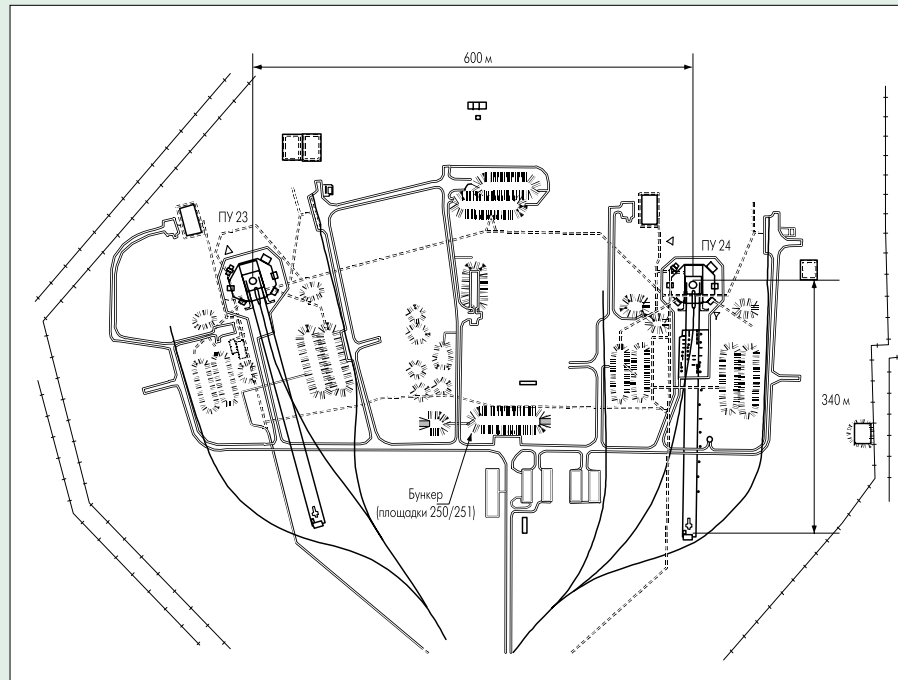 600 м
ПУ 23
ПУ 24
340 м
Бункер
(площадки 250/251)